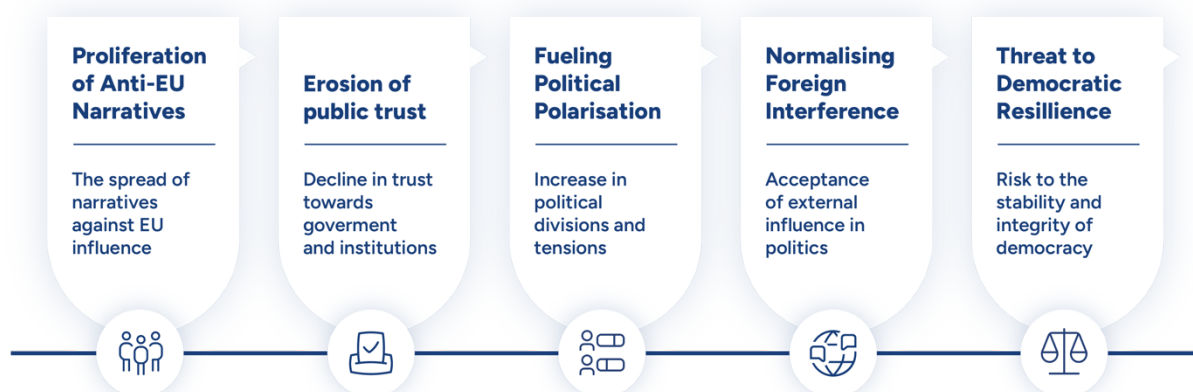 Proliferation
of Anti-EU
Narratives
The spread of
narratives
against EU
influence
Erosion of
public trust
Decline in trust
towards
goverment
and institutions
Fueling
Political
Polarisation
Increase in
political
divisions and
tensions
Normalising
Foreign
Interference
Acceptance
of external
influence in
politics
Threat to
Democratic
Resillience
Risk to the
stability and
integrity of
democracy